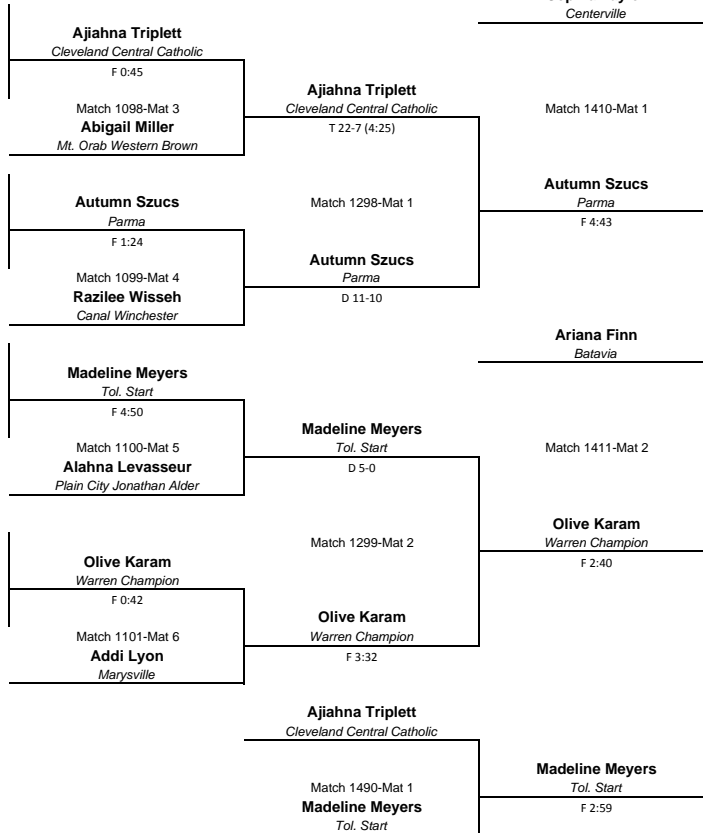 Centerville
Ajiahna Triplett
Cleveland Central Catholic
F 0:45
Ajiahna Triplett
Match 1098-Mat 3
Cleveland Central Catholic
Match 1410-Mat 1
Abigail Miller
T 22-7 (4:25)
Mt. Orab Western Brown
Autumn Szucs
Autumn Szucs
Match 1298-Mat 1
Parma
Parma
F 4:43
F 1:24
Autumn Szucs
Match 1099-Mat 4
Parma
Razilee Wisseh
D 11-10
Canal Winchester
Ariana Finn
Batavia
Madeline Meyers
Tol. Start
F 4:50
Madeline Meyers
Match 1100-Mat 5
Tol. Start
Match 1411-Mat 2
Alahna Levasseur
D 5-0
Plain City Jonathan Alder
Olive Karam
Match 1299-Mat 2
Warren Champion
Olive Karam
F 2:40
Warren Champion
F 0:42
Olive Karam
Match 1101-Mat 6
Warren Champion
Addi Lyon
F 3:32
Marysville
Ajiahna Triplett
Cleveland Central Catholic
Madeline Meyers
Match 1490-Mat 1
Tol. Start
Madeline Meyers
F 2:59
Tol. Start